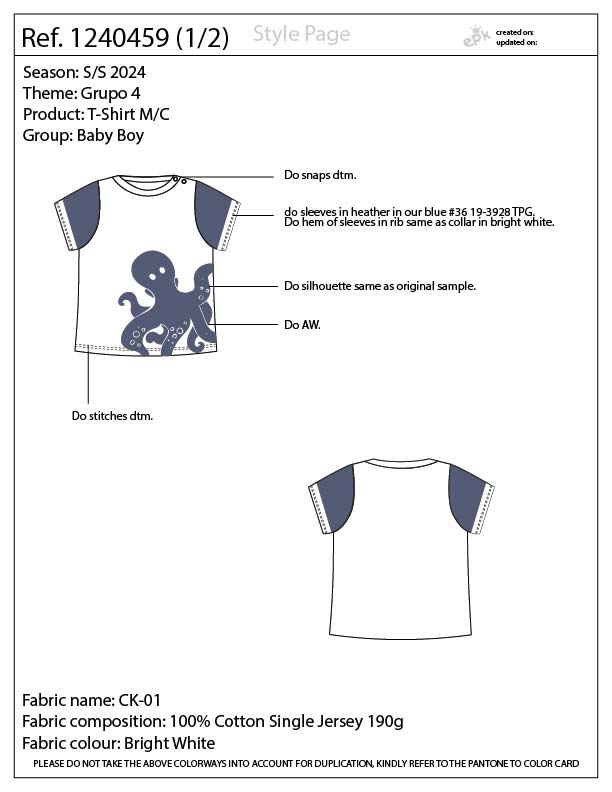 Ref. 1240459 (1/2)
Style Page
epk
created on:
updated on:
Season: S/S 2024
Theme: Grupo 4
Product: T-Shirt M/C
Group: Baby Boy
Do snaps dtm.
do sleeves in heather in our blue #36 19-3928 TPG.
Do hem of sleeves in rib same as collar in bright white.
Do silhouette same as original sample.
Do AW.
Do stitches dtm.
Fabric name: CK-01
Fabric composition: 100% Cotton Single Jersey 190g
Fabric colour: Bright White
PLEASE DO NOT TAKE THE ABOVE COLORWAYS INTO ACCOUNT FOR DUPLICATION, KINDLY REFER TO THE PANTONE TO COLOR CARD